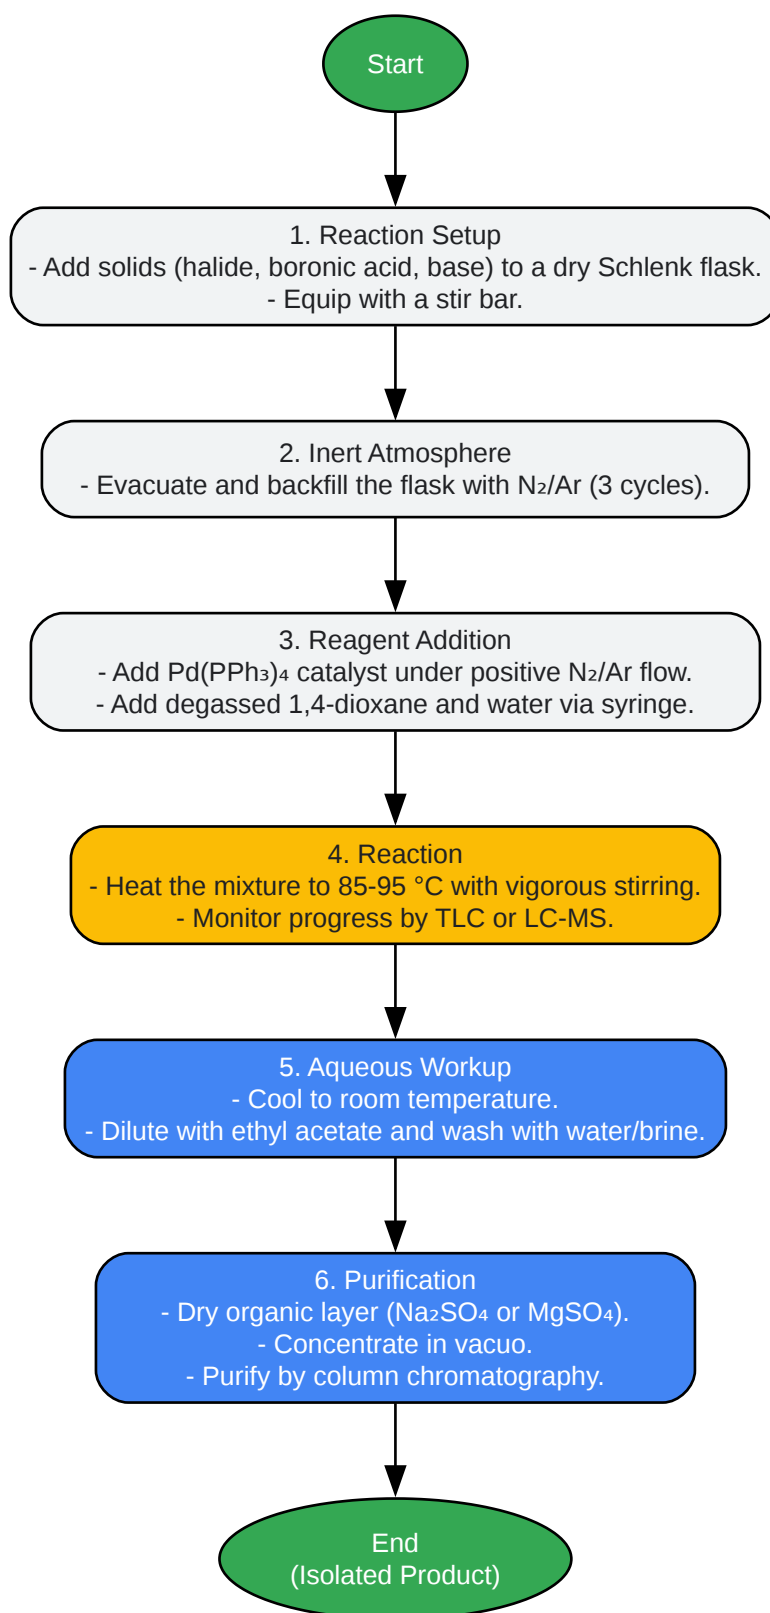 Start
1. Reaction Setup
- Add solids (halide, boronic acid, base) to a dry Schlenk flask.
- Equip with a stir bar.
2. Inert Atmosphere
- Evacuate and backfill the flask with N₂/Ar (3 cycles).
3. Reagent Addition
- Add Pd(PPh₃)₄ catalyst under positive N₂/Ar flow.
- Add degassed 1,4-dioxane and water via syringe.
4. Reaction
- Heat the mixture to 85-95 °C with vigorous stirring.
- Monitor progress by TLC or LC-MS.
5. Aqueous Workup
- Cool to room temperature.
- Dilute with ethyl acetate and wash with water/brine.
6. Purification
- Dry organic layer (Na₂SO₄ or MgSO₄).
- Concentrate in vacuo.
- Purify by column chromatography.
End
(Isolated Product)